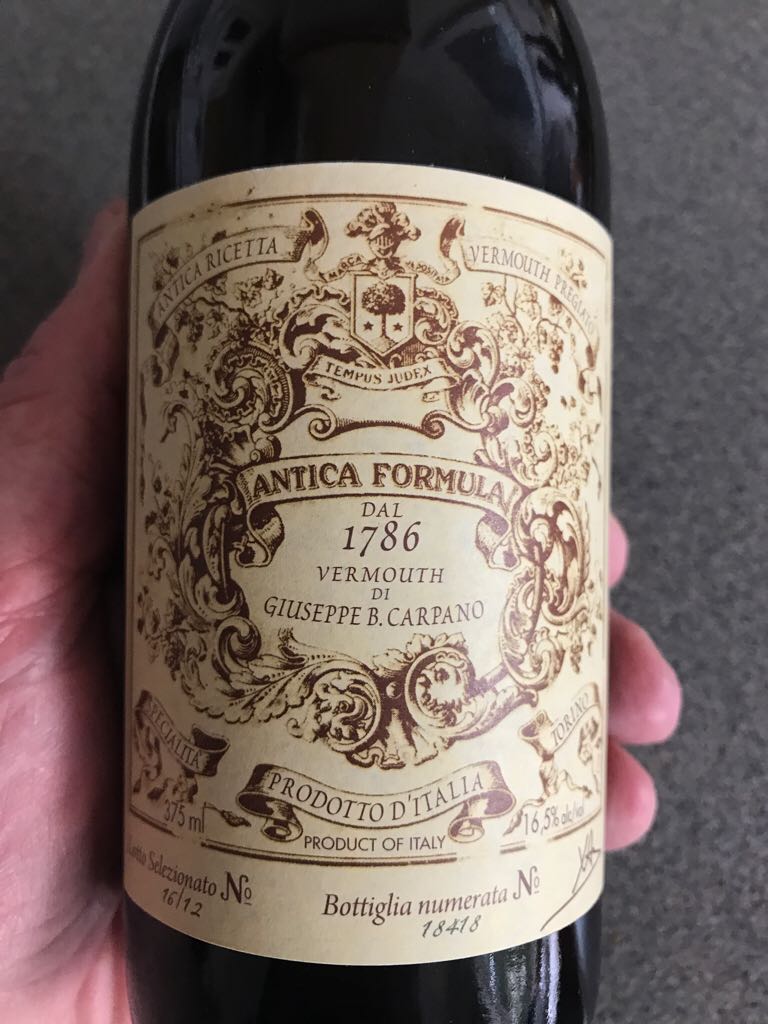 ANTICA RICETTA
VERMOUTH PREGIATO
MARCA
TEMPUS JUDEX
ANTICA FORMULA
DAL
1786
VERMOUTH
DI
GIUSEPPE B. CARPANO
SPECIALITÀ
TORINO
PRODOTTO D'ITALIA
375 ml
16,5% alc/vol
PRODUCT OF ITALY
Lotto Selezionato No
16/12
Bottiglia numerata No
18418